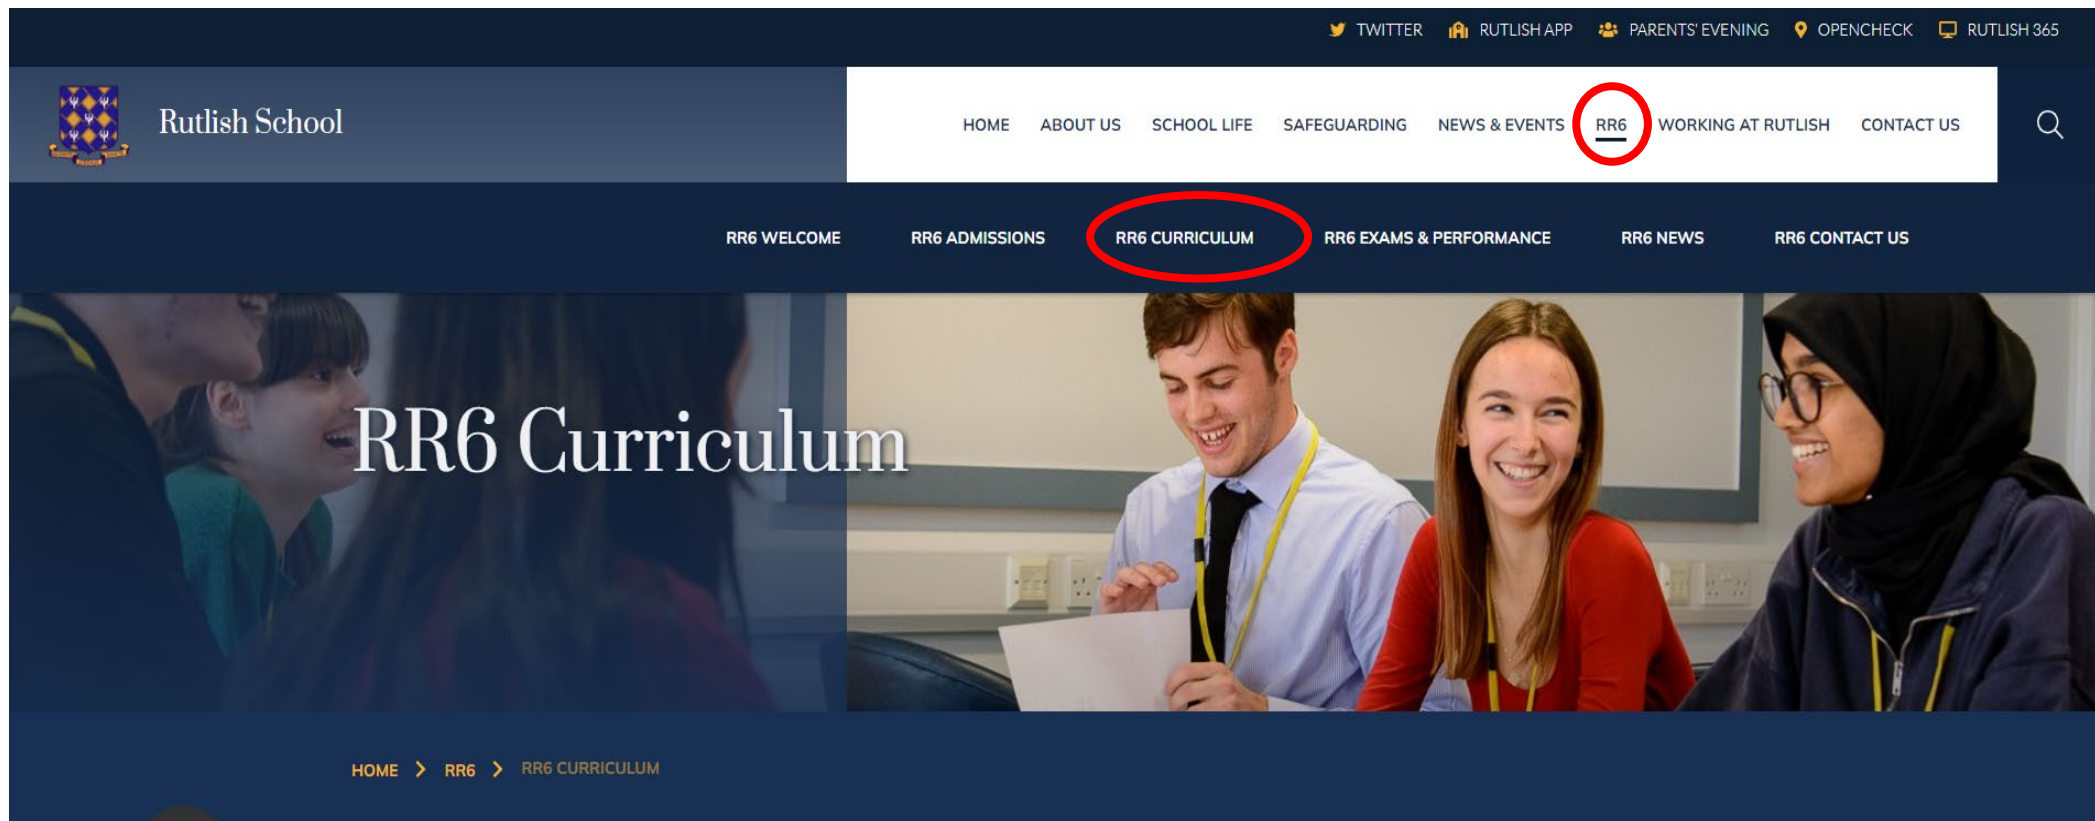 TWITTER RUTLISH APP PARENTS' EVENING OPENCHECK RUTLISH 365
Rutlish School
HOME ABOUT US SCHOOL LIFE SAFEGUARDING NEWS & EVENTS RR6 WORKING AT RUTLISH CONTACT US
RR6 WELCOME RR6 ADMISSIONS RR6 CURRICULUM RR6 EXAMS & PERFORMANCE RR6 NEWS RR6 CONTACT US
RR6 Curriculum
HOME > RR6 > RR6 CURRICULUM